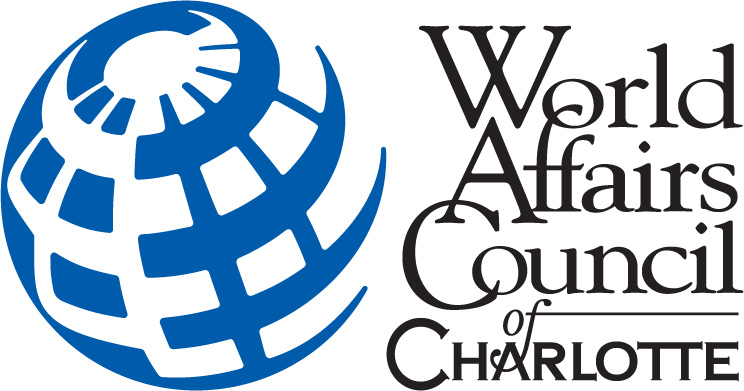 World
Affairs
Council
of
CHARLOTTE